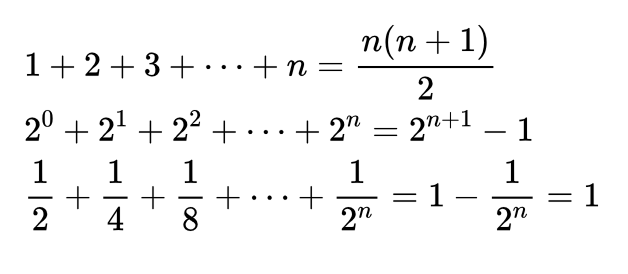 1 + 2 + 3 + ⋯ + n = n(n + 1)/2
2⁰ + 2¹ + 2² + ⋯ + 2ⁿ = 2ⁿ⁺¹ − 1
1/2 + 1/4 + 1/8 + ⋯ + 1/2ⁿ = 1 − 1/2ⁿ = 1